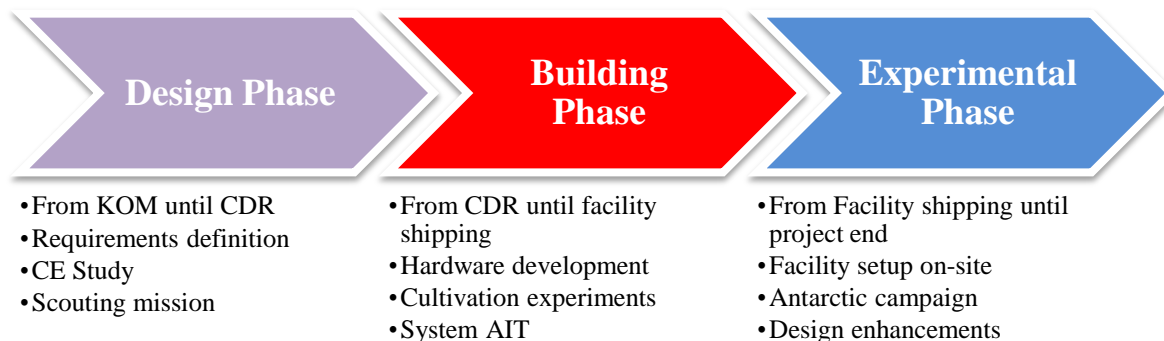 Design Phase
Building
Phase
Experimental
Phase
•From KOM until CDR
•Requirements definition
•CE Study
•Scouting mission
•From CDR until facility
shipping
•Hardware development
•Cultivation experiments
•System AIT
•From Facility shipping until
project end
•Facility setup on-site
•Antarctic campaign
•Design enhancements